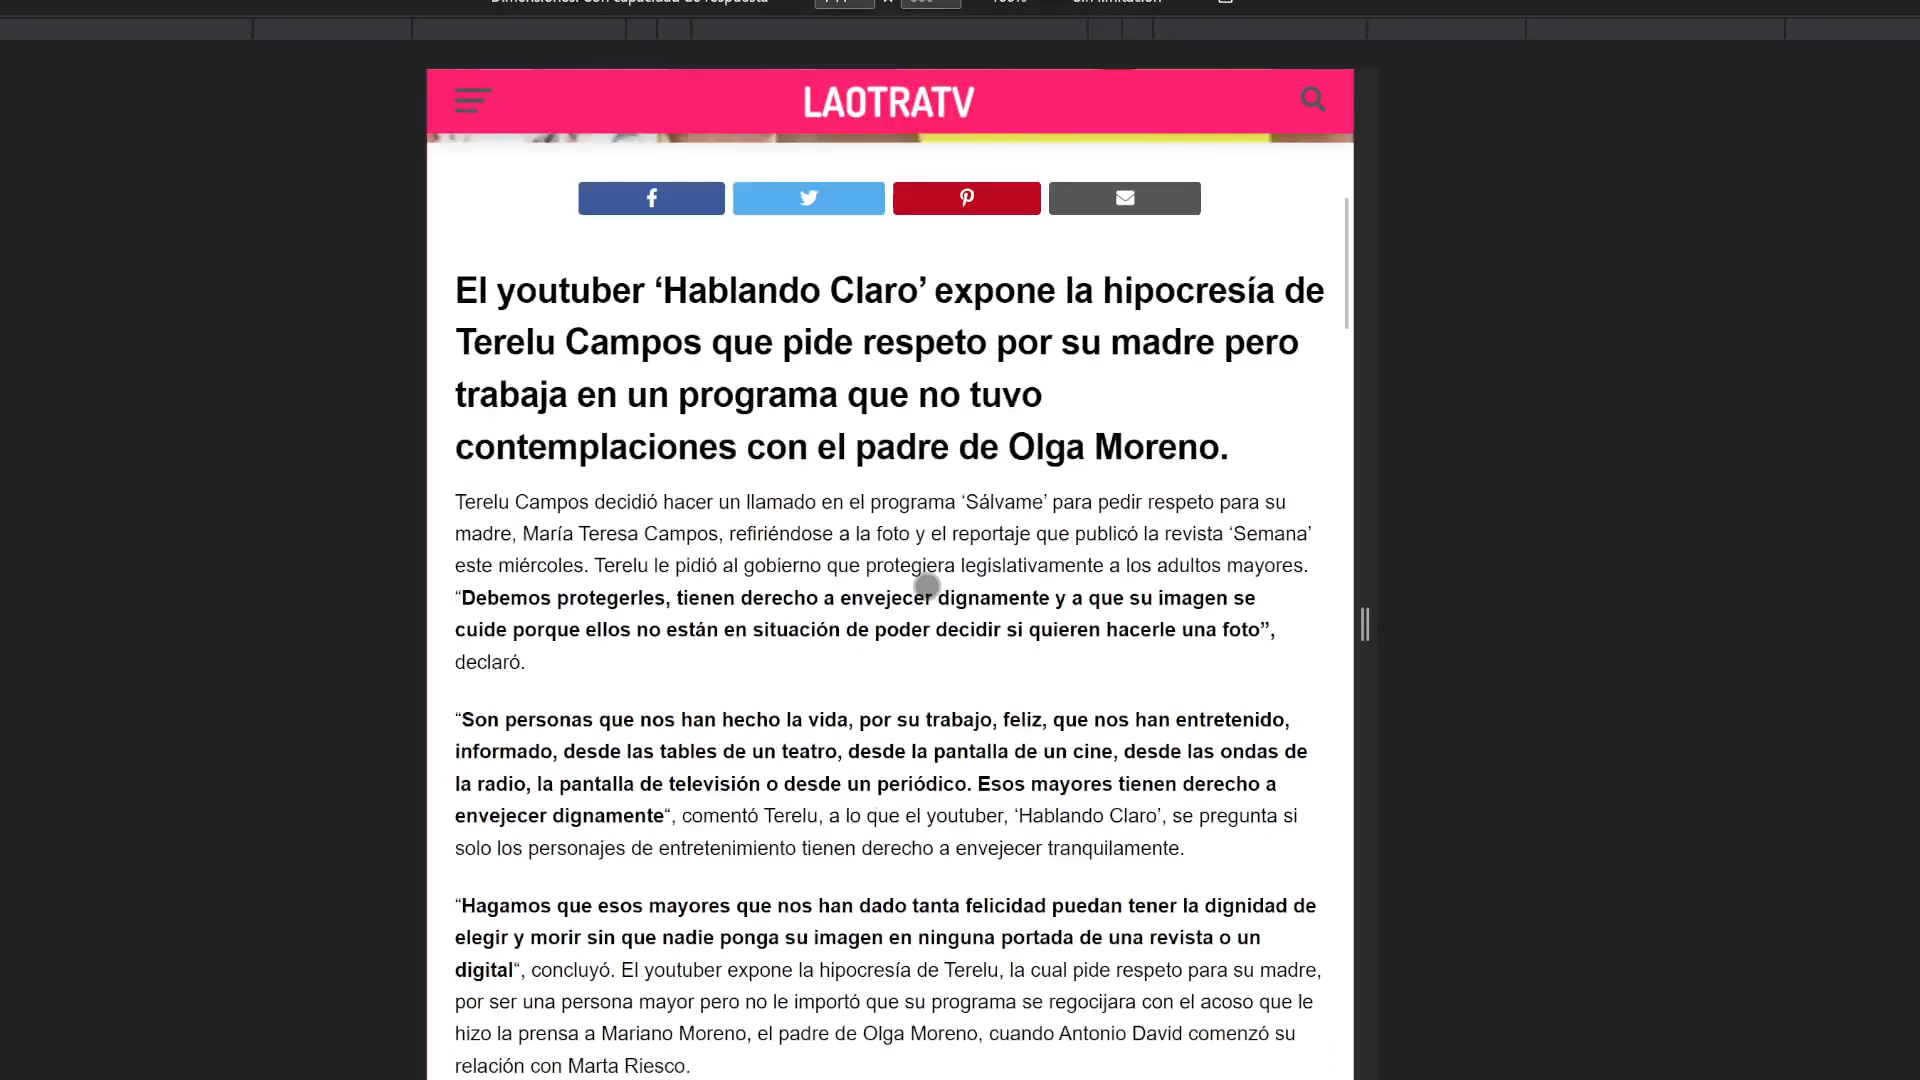 LAOTRATV
El youtuber ‘Hablando Claro’ expone la hipocresía de
Terelu Campos que pide respeto por su madre pero
trabaja en un programa que no tuvo
contemplaciones con el padre de Olga Moreno.
Terelu Campos decidió hacer un llamado en el programa ‘Sálvame’ para pedir respeto para su
madre, María Teresa Campos, refiriéndose a la foto y el reportaje que publicó la revista ‘Semana’
este miércoles. Terelu le pidió al gobierno que protegiera legislativamente a los adultos mayores.
“Debemos protegerles, tienen derecho a envejecer dignamente y a que su imagen se
cuide porque ellos no están en situación de poder decidir si quieren hacerle una foto”,
declaró.
“Son personas que nos han hecho la vida, por su trabajo, feliz, que nos han entretenido,
informado, desde las tables de un teatro, desde la pantalla de un cine, desde las ondas de
la radio, la pantalla de televisión o desde un periódico. Esos mayores tienen derecho a
envejecer dignamente“, comentó Terelu, a lo que el youtuber, ‘Hablando Claro’, se pregunta si
solo los personajes de entretenimiento tienen derecho a envejecer tranquilamente.
“Hagamos que esos mayores que nos han dado tanta felicidad puedan tener la dignidad de
elegir y morir sin que nadie ponga su imagen en ninguna portada de una revista o un
digital“, concluyó. El youtuber expone la hipocresía de Terelu, la cual pide respeto para su madre,
por ser una persona mayor pero no le importó que su programa se regocijara con el acoso que le
hizo la prensa a Mariano Moreno, el padre de Olga Moreno, cuando Antonio David comenzó su
relación con Marta Riesco.